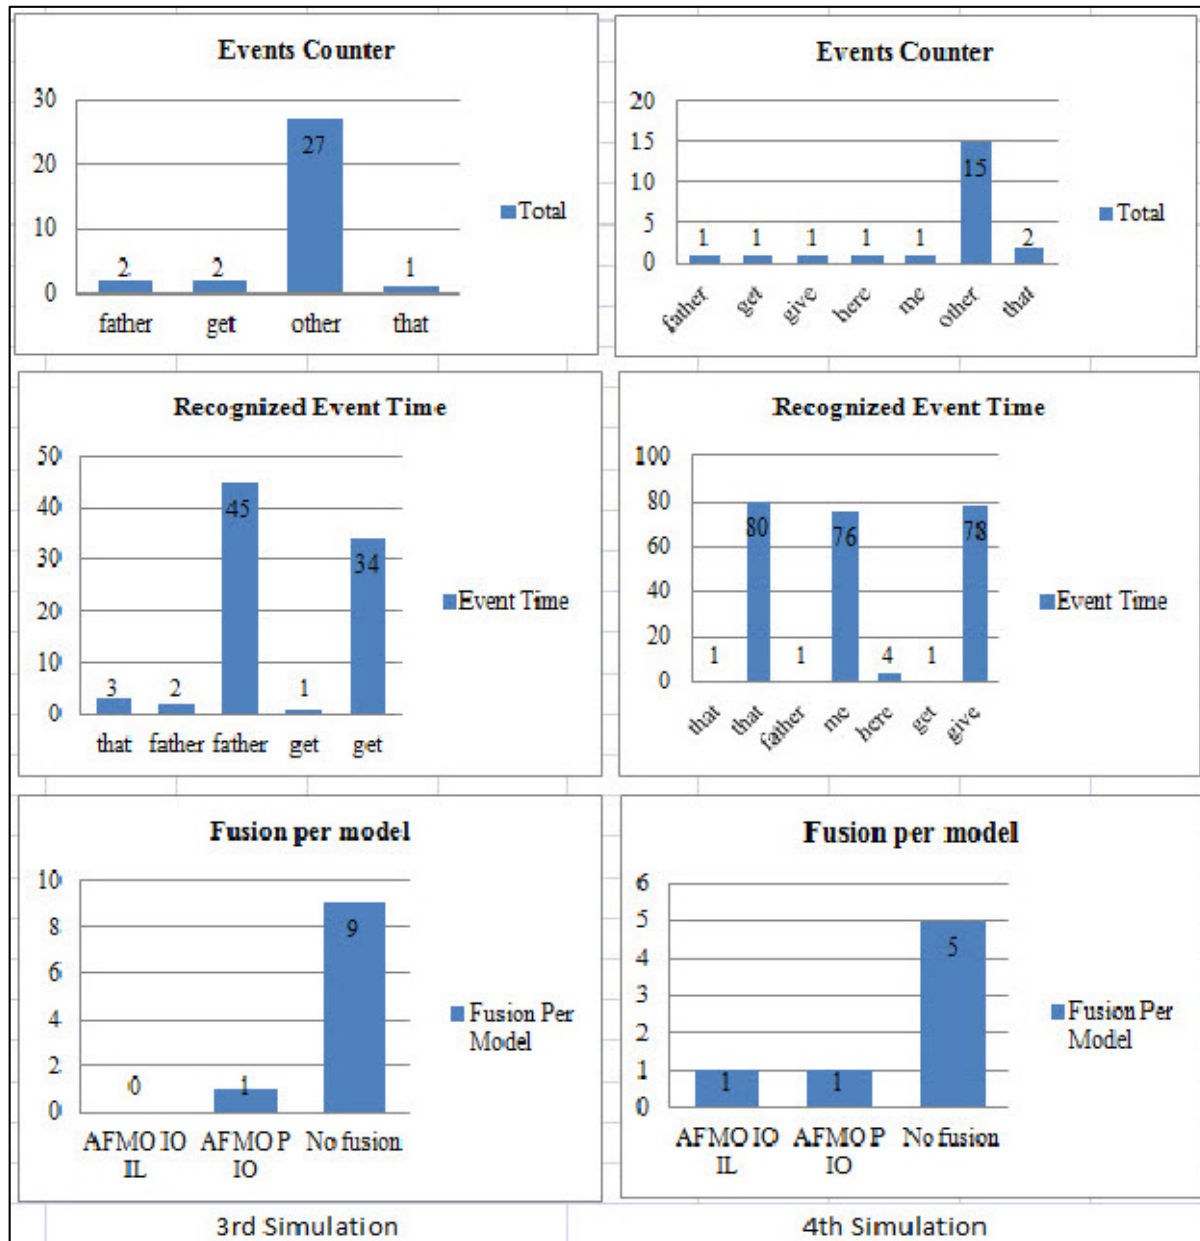 Events Counter
30
20
10
0
2
2
27
1
father get other that
Total
Events Counter
20
15
10
5
0
1
1
1
1
1
15
2
father get give here me other that
Total
Recognized Event Time
50
40
30
20
10
0
3
2
45
1
34
that father father get get
Event Time
Recognized Event Time
100
80
60
40
20
0
1
80
1
76
4
1
78
that that father me here get give
Event Time
Fusion per model
10
8
6
4
2
0
0
1
9
AFMO IO
IL
AFMO P
IO
No fusion
Fusion Per
Model
Fusion per model
6
5
4
3
2
1
0
1
1
5
AFMO IO
IL
AFMO P
IO
No fusion
Fusion Per
Model
3rd Simulation
4th Simulation